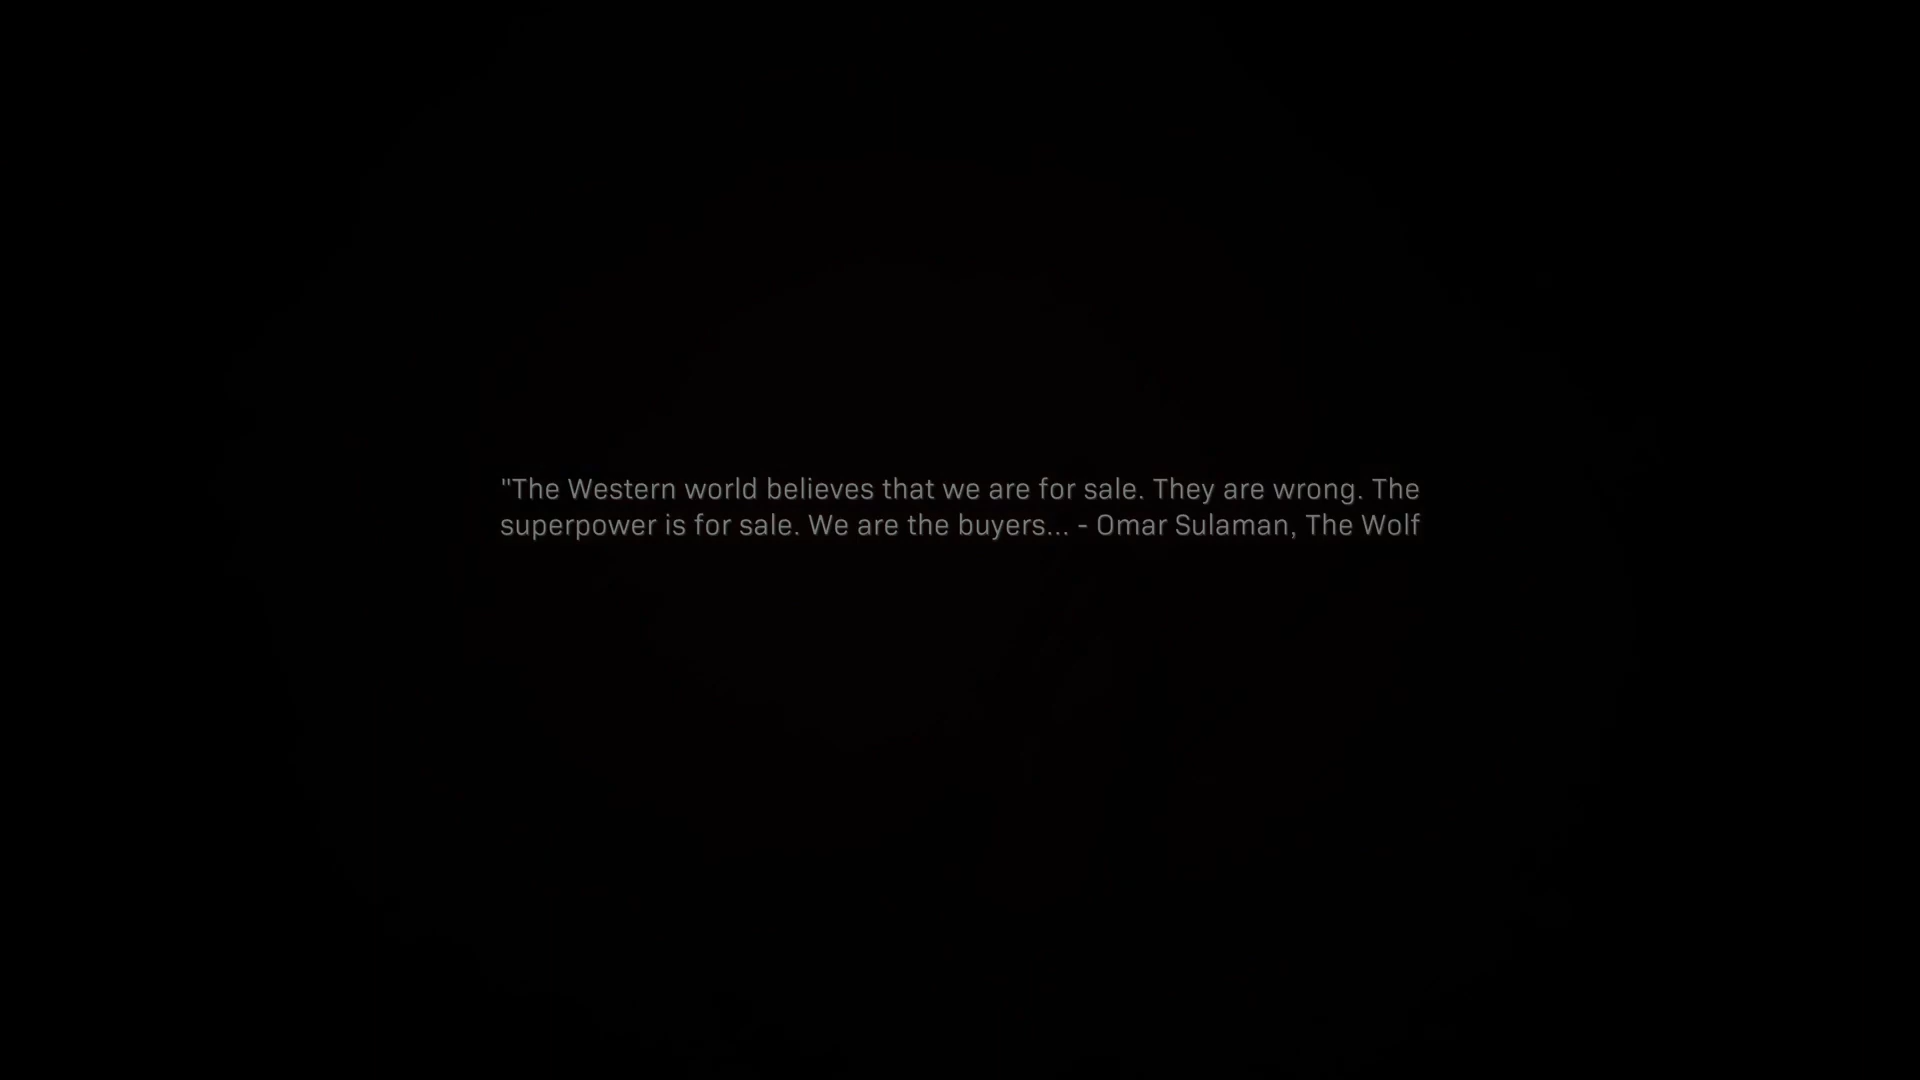 "The Western world believes that we are for sale. They are wrong. The
superpower is for sale. We are the buyers... - Omar Sulaman, The Wolf